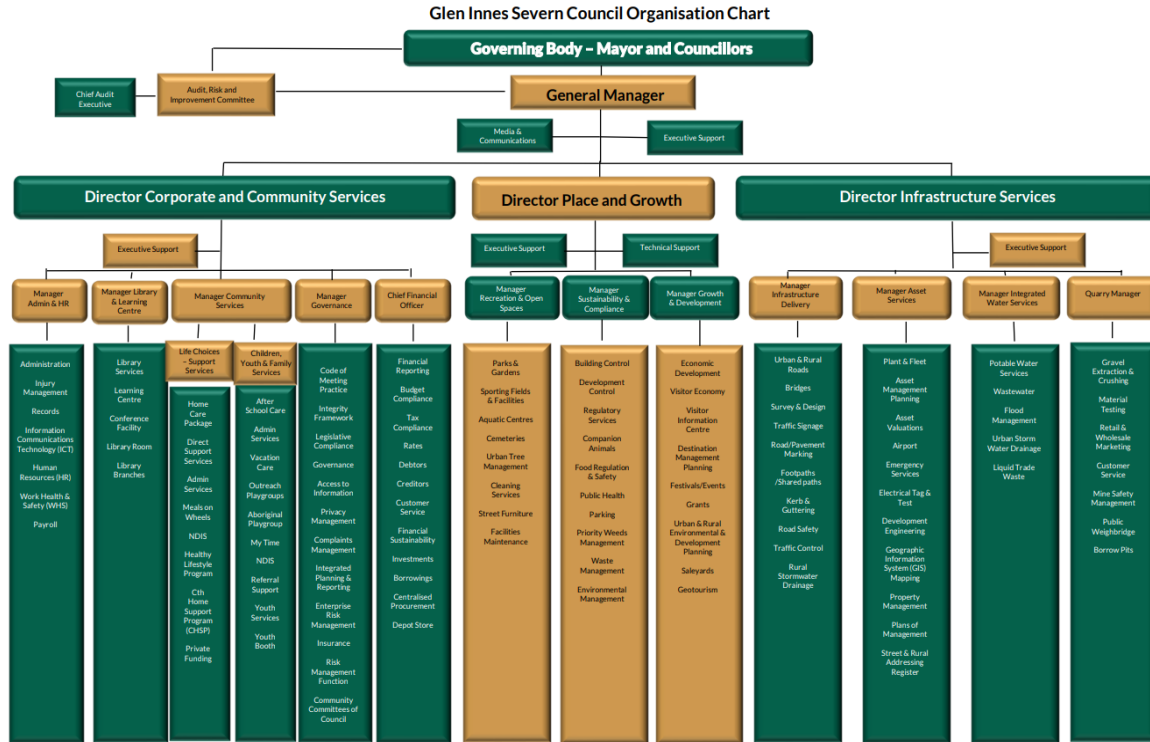 Glen Innes Severn Council Organisation Chart
Governing Body – Mayor and Councillors
Chief Audit
Executive
Audit, Risk and
Improvement Committee
General Manager
Media &
Communications
Executive Support
Director Corporate and Community Services
Director Place and Growth
Director Infrastructure Services
Executive Support
Executive Support
Technical Support
Executive Support
Manager
Admin & HR
Manager Library
& Learning
Centre
Manager Community
Services
Manager
Governance
Chief Financial
Officer
Manager
Recreation & Open
Spaces
Manager
Sustainability &
Compliance
Manager Growth
& Development
Manager
Infrastructure
Delivery
Manager Asset
Services
Manager Integrated
Water Services
Quarry Manager
Administration
Injury
Management
Records
Information
Communications
Technology (ICT)
Human
Resources (HR)
Work Health &
Safety (WHS)
Payroll
Library
Services
Learning
Centre
Conference
Facility
Library Room
Library
Branches
Life Choices
– Support
Services
Home
Care
Package
Direct
Support
Services
Admin
Services
Meals on
Wheels
NDIS
Healthy
Lifestyle
Program
Cth
Home
Support
Program
(CHSP)
Private
Funding
Children,
Youth & Family
Services
After
School Care
Admin
Services
Vacation
Care
Outreach
Playgroups
Aboriginal
Playgroup
My Time
NDIS
Referral
Support
Youth
Services
Youth
Booth
Code of
Meeting
Practice
Integrity
Framework
Legislative
Compliance
Governance
Access to
Information
Privacy
Management
Complaints
Management
Integrated
Planning &
Reporting
Enterprise
Risk
Management
Insurance
Risk
Management
Function
Community
Committees of
Council
Financial
Reporting
Budget
Compliance
Tax
Compliance
Rates
Debtors
Creditors
Customer
Service
Financial
Sustainability
Investments
Borrowings
Centralised
Procurement
Depot Store
Parks &
Gardens
Sporting Fields
& Facilities
Aquatic Centres
Cemeteries
Urban Tree
Management
Cleaning
Services
Street Furniture
Facilities
Maintenance
Building Control
Development
Control
Regulatory
Services
Companion
Animals
Food Regulation
& Safety
Public Health
Parking
Priority Weeds
Management
Waste
Management
Environmental
Management
Economic
Development
Visitor Economy
Visitor
Information
Centre
Destination
Management
Planning
Festivals/Events
Grants
Urban & Rural
Environmental &
Development
Planning
Saleyards
Geotourism
Urban & Rural
Roads
Bridges
Survey & Design
Traffic Signage
Road/Pavement
Marking
Footpaths
/Shared paths
Kerb &
Guttering
Road Safety
Traffic Control
Rural
Stormwater
Drainage
Plant & Fleet
Asset
Management
Planning
Asset
Valuations
Airport
Emergency
Services
Electrical Tag &
Test
Development
Engineering
Geographic
Information
System (GIS)
Mapping
Property
Management
Plans of
Management
Street & Rural
Addressing
Register
Potable Water
Services
Wastewater
Flood
Management
Urban Storm
Water Drainage
Liquid Trade
Waste
Gravel
Extraction &
Crushing
Material
Testing
Retail &
Wholesale
Marketing
Customer
Service
Mine Safety
Management
Public
Weighbridge
Borrow Pits